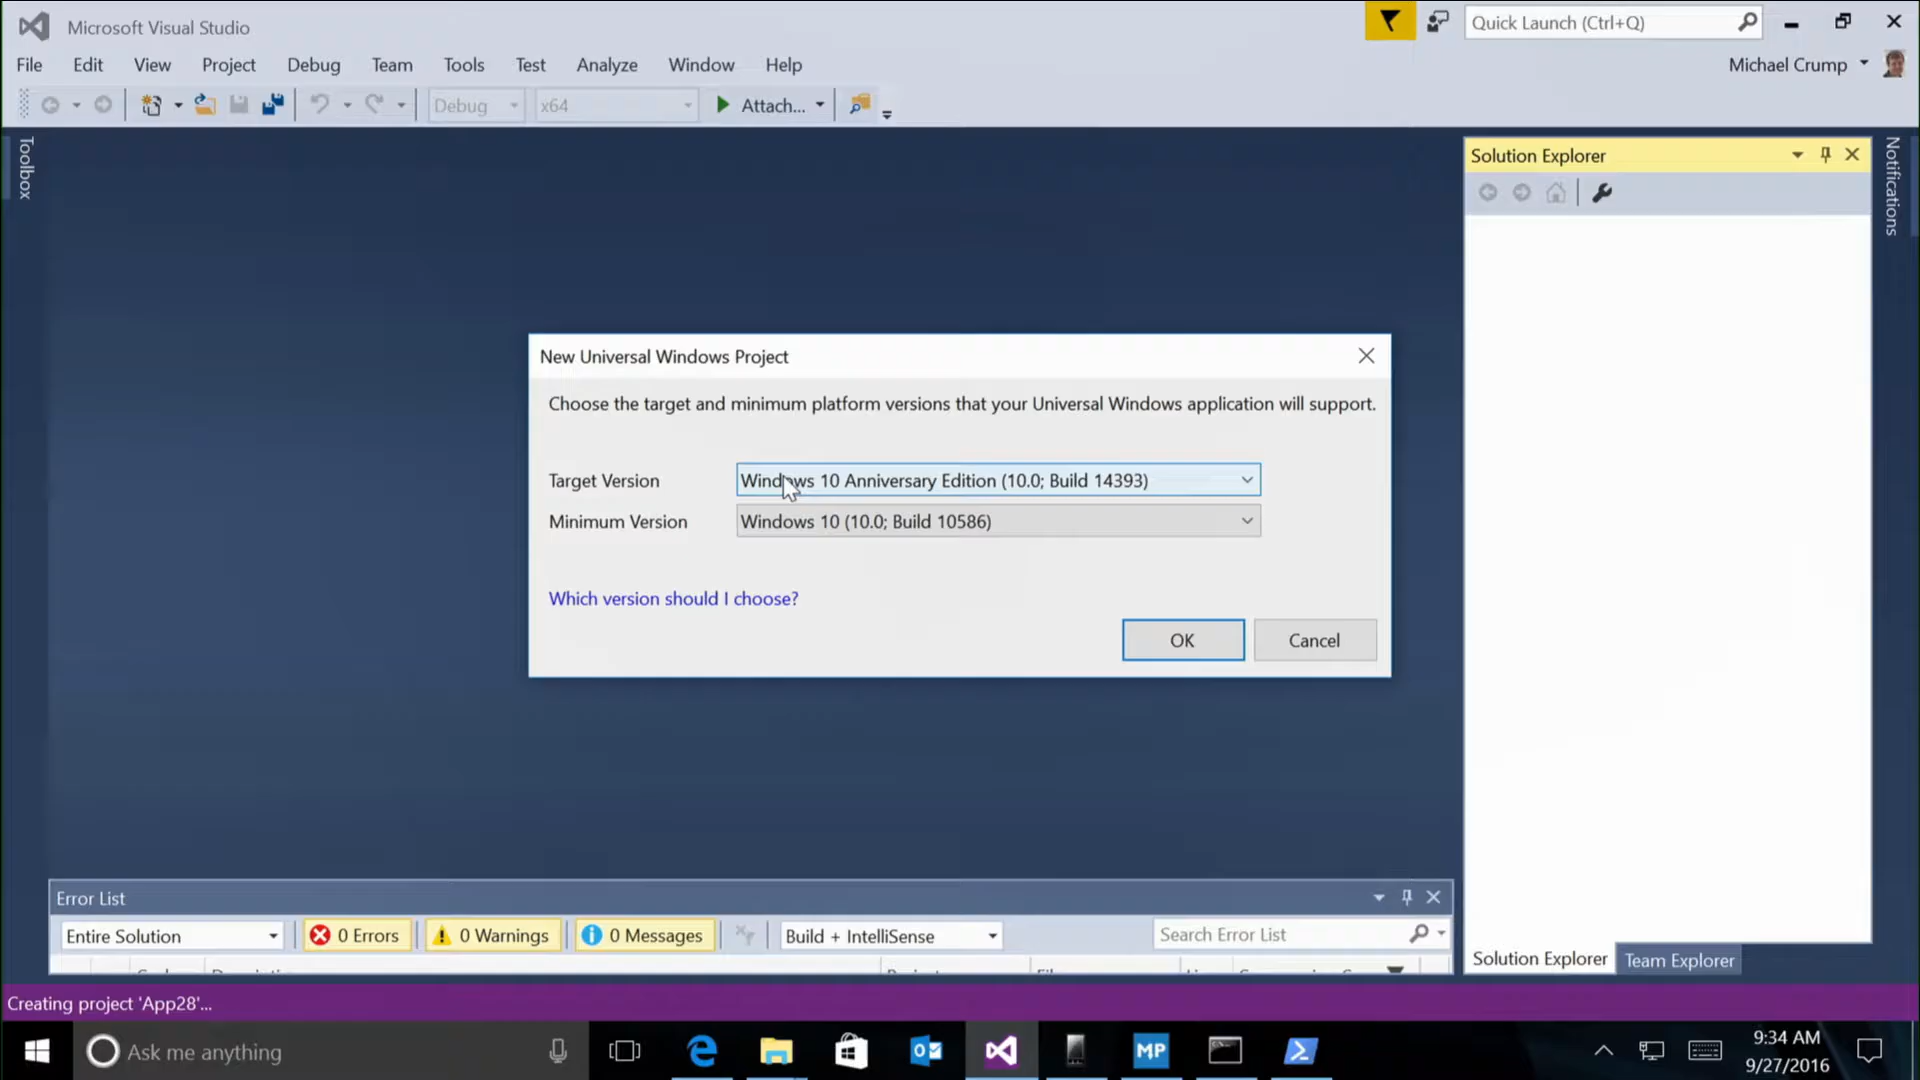 Microsoft Visual Studio
Quick Launch (Ctrl+Q)
File Edit View Project Debug Team Tools Test Analyze Window Help
Michael Crump
Debug x64 Attach...
Toolbox
Solution Explorer
Notifications
New Universal Windows Project
Choose the target and minimum platform versions that your Universal Windows application will support.
Target Version Windows 10 Anniversary Edition (10.0; Build 14393)
Minimum Version Windows 10 (10.0; Build 10586)
Which version should I choose?
OK Cancel
Error List
Entire Solution 0 Errors 0 Warnings 0 Messages Build + IntelliSense Search Error List
Solution Explorer Team Explorer
Creating project 'App28'...
Ask me anything
MP
9:34 AM
9/27/2016